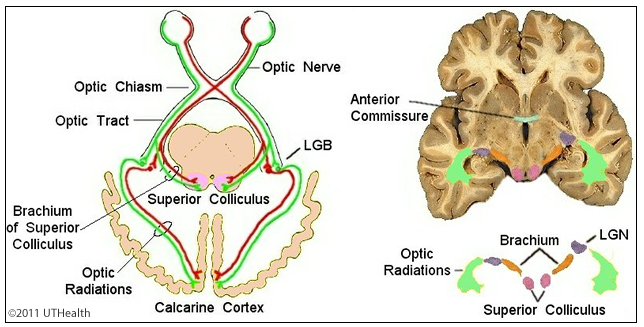 Optic Nerve
Optic Chiasm
Optic Tract
LGB
Superior Colliculus
Brachium
of Superior
Colliculus
Optic
Radiations
Calcarine Cortex
©2011 UTHealth
Anterior
Commissure
Brachium
LGN
Optic
Radiations
Superior Colliculus